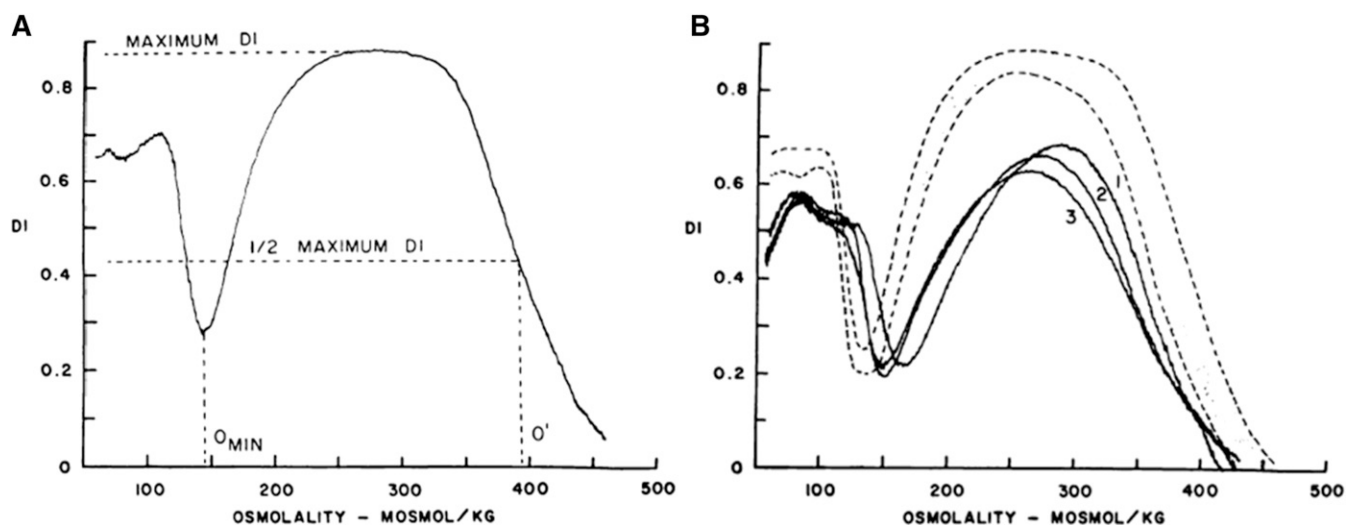 A
MAXIMUM DI
0.8
0.6
DI
1/2 MAXIMUM DI
0.4
0.2
O MIN
O'
0
100
200
300
400
500
OSMOLALITY - MOSMOL/KG
B
0.8
0.6
DI
0.4
0.2
0
1
2
3
100
200
300
400
500
OSMOLALITY - MOSMOL/KG